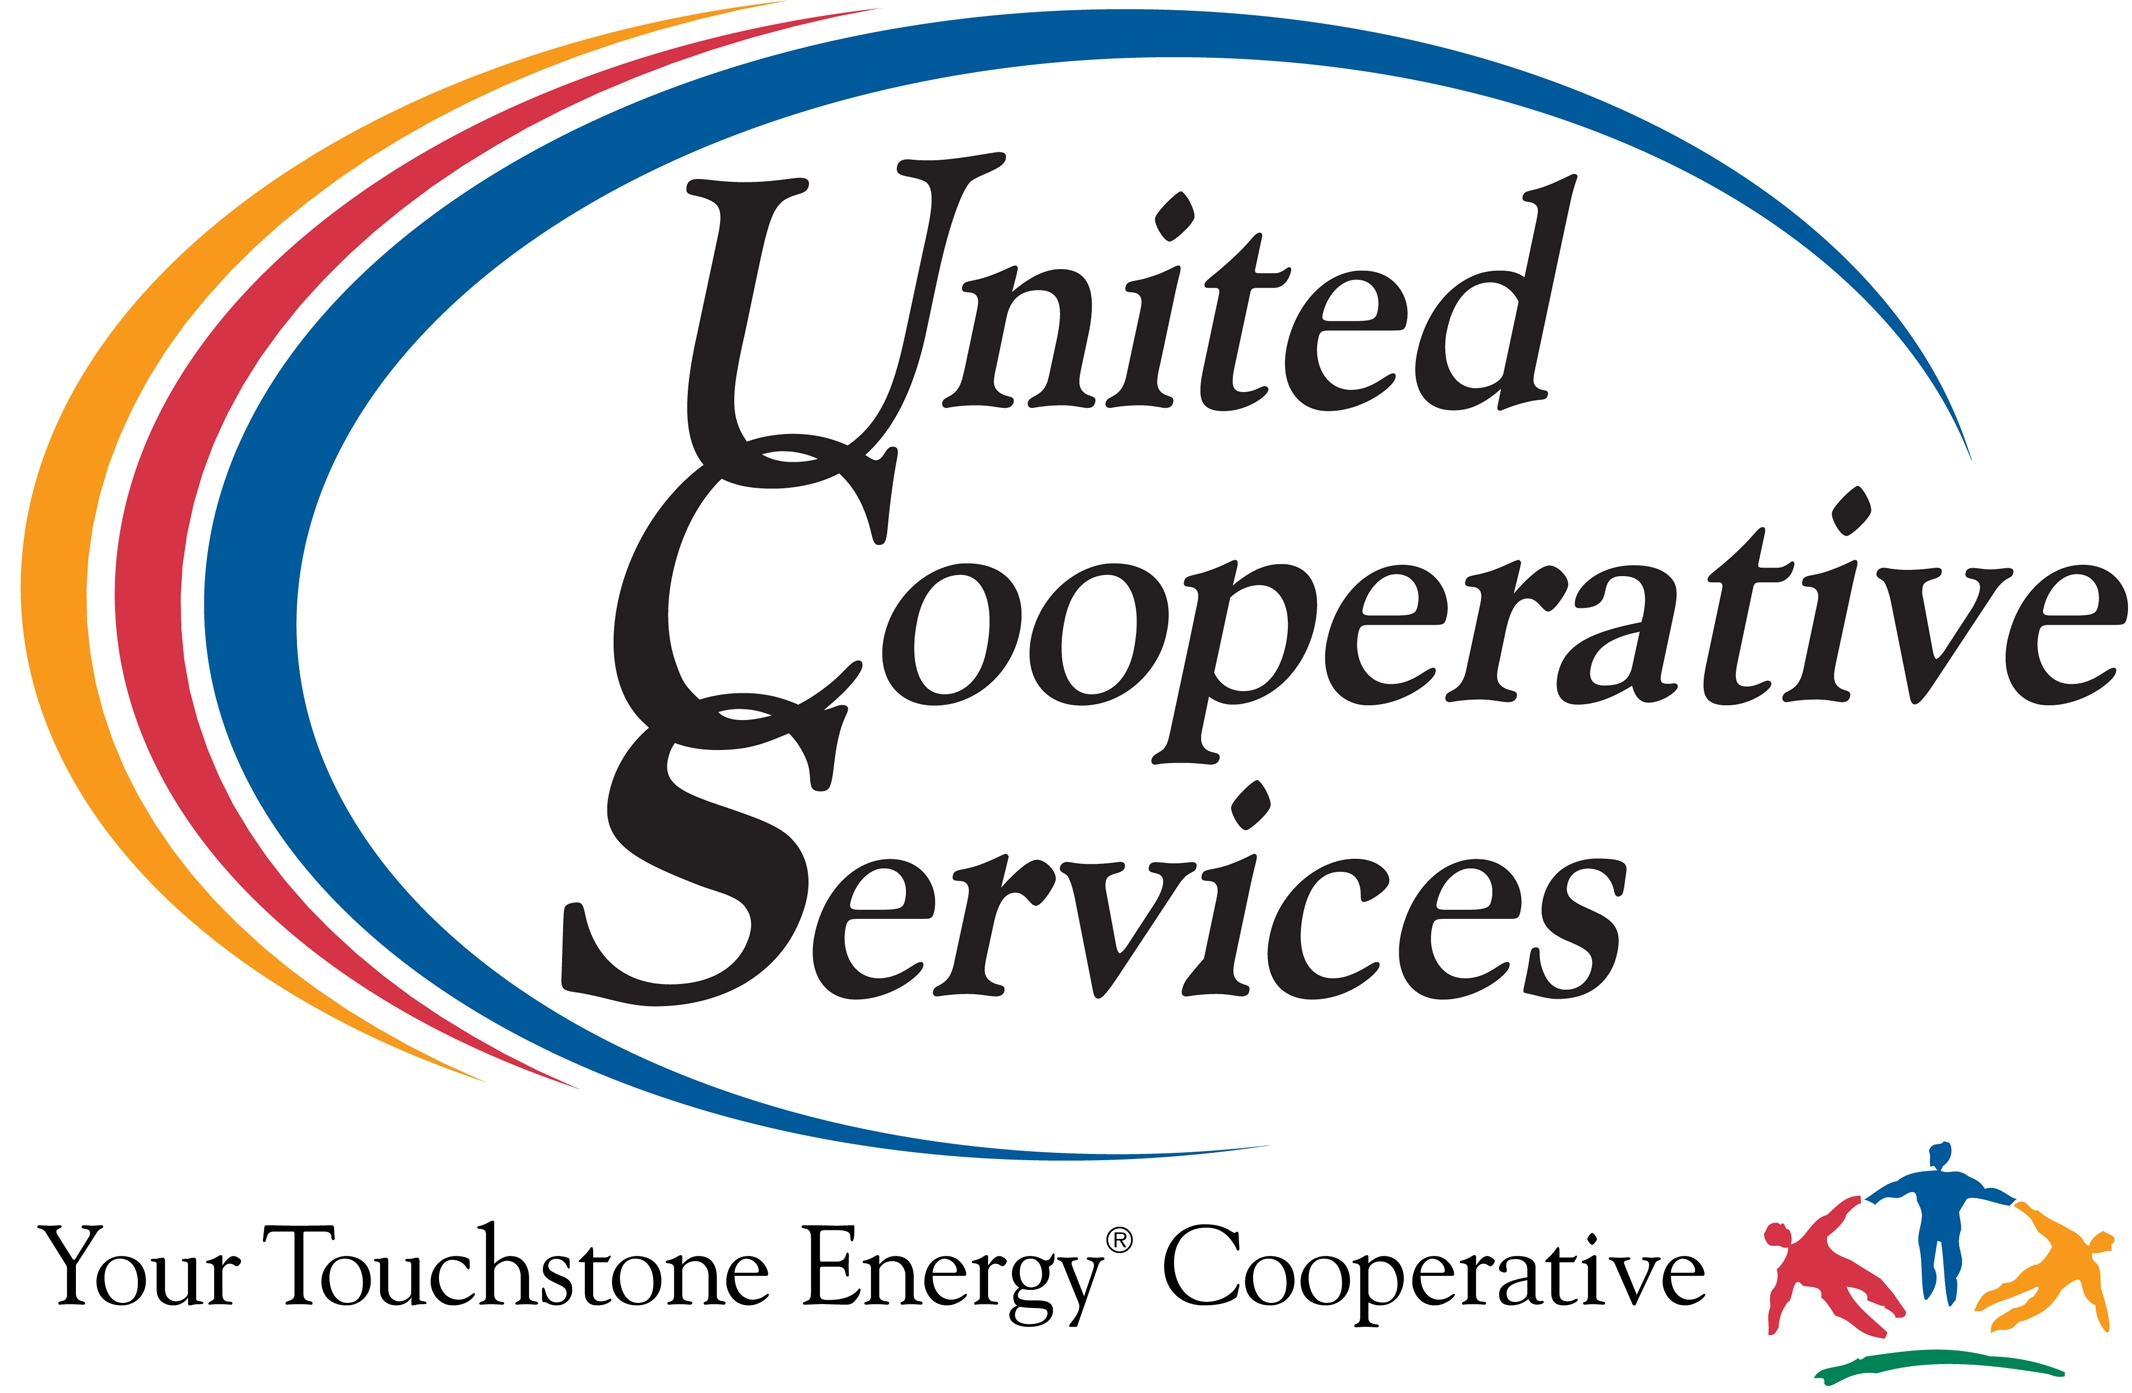 United
Cooperative
Services
Your Touchstone Energy® Cooperative